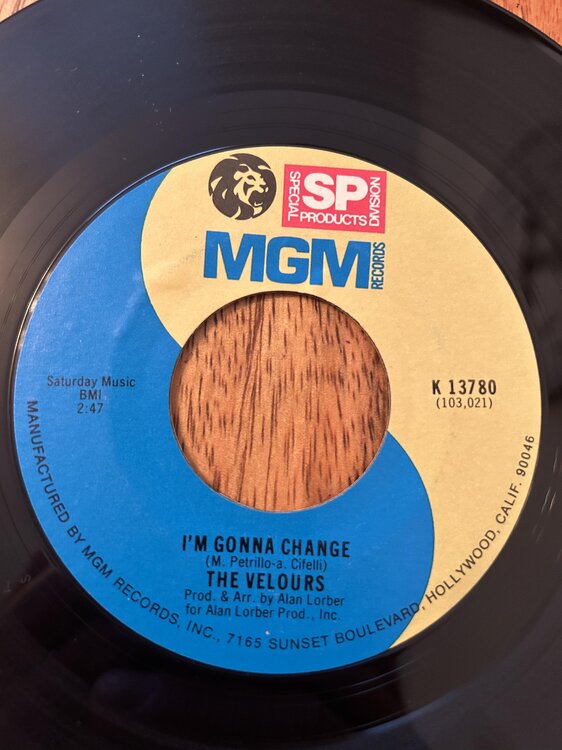 SP
SPECIAL PRODUCTS DIVISION
MGM RECORDS
Saturday Music
BMI
2:47
K 13780
(103,021)
I'M GONNA CHANGE
(M. Petrillo-a. Cifelli)
THE VELOURS
Prod. & Arr. by Alan Lorber
for Alan Lorber Prod., Inc.
MANUFACTURED BY MGM RECORDS, INC., 7165 SUNSET BOULEVARD, HOLLYWOOD, CALIF. 90046